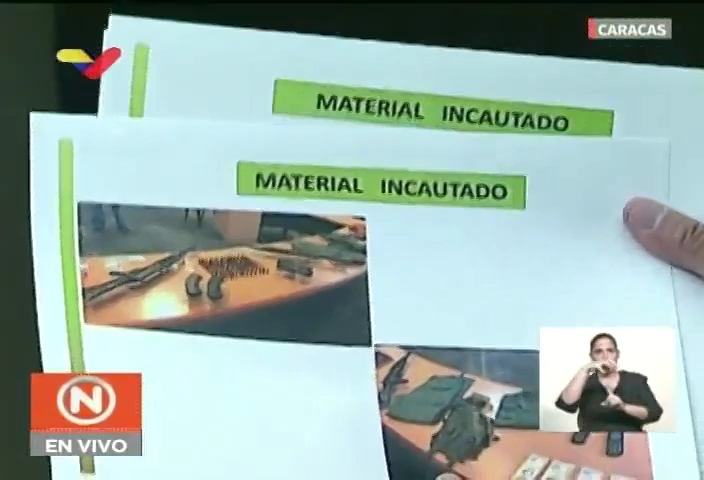 CARACAS
MATERIAL INCAUTADO
MATERIAL INCAUTADO
N
EN VIVO